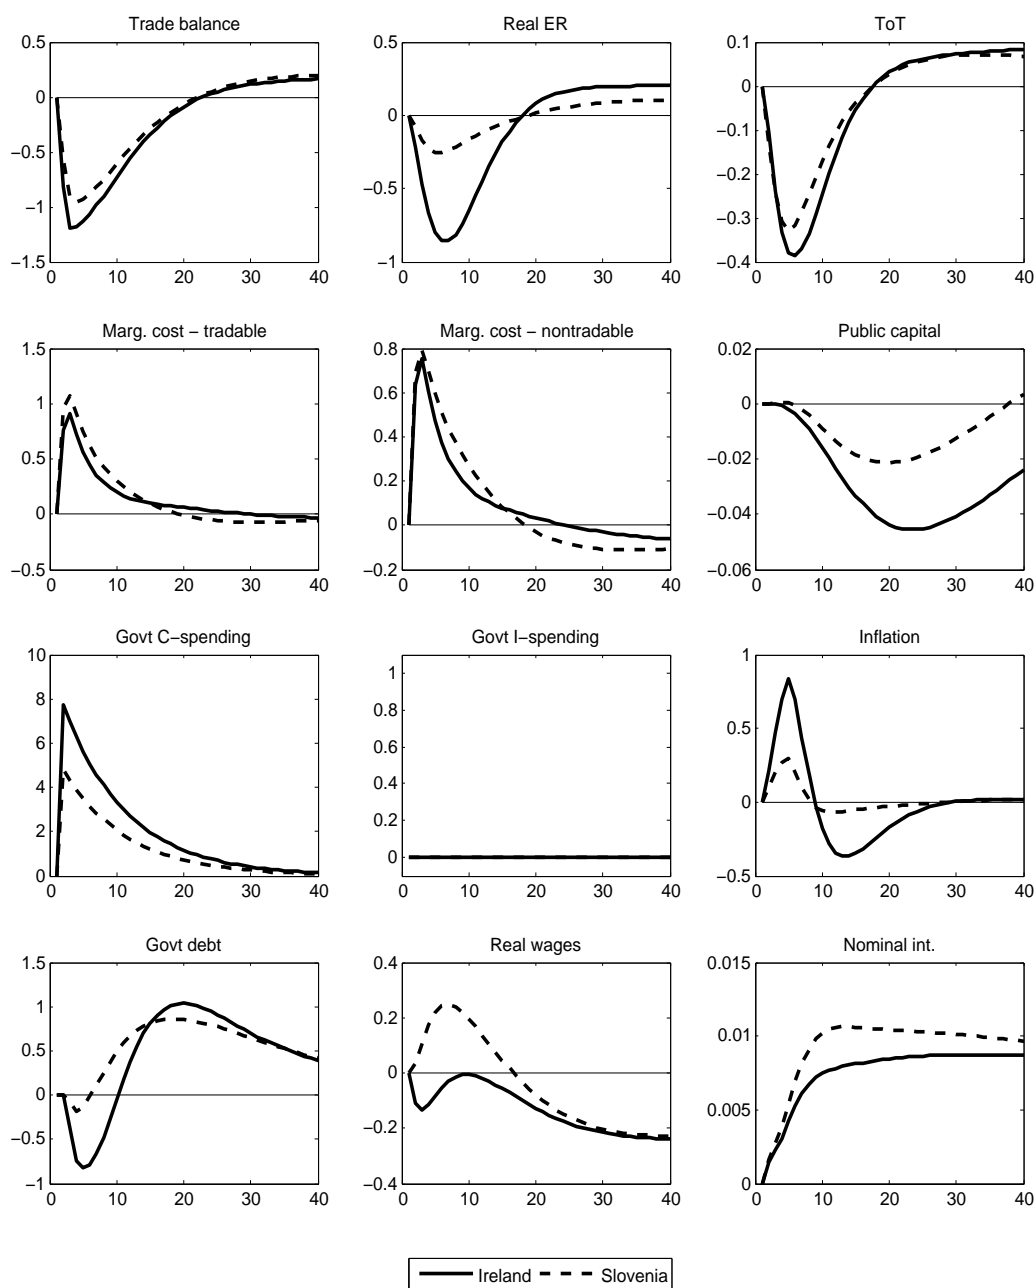 Trade balance
0.5
0
−0.5
−1
−1.5
0 10 20 30 40
Real ER
0.5
0
−0.5
−1
0 10 20 30 40
ToT
0.1
0
−0.1
−0.2
−0.3
−0.4
0 10 20 30 40
Marg. cost − tradable
1.5
1
0.5
0
−0.5
0 10 20 30 40
Marg. cost − nontradable
0.8
0.6
0.4
0.2
0
−0.2
0 10 20 30 40
Public capital
0.02
0
−0.02
−0.04
−0.06
0 10 20 30 40
Govt C−spending
10
8
6
4
2
0
0 10 20 30 40
Govt I−spending
1
0.8
0.6
0.4
0.2
0
0 10 20 30 40
Inflation
1
0.5
0
−0.5
0 10 20 30 40
Govt debt
1.5
1
0.5
0
−0.5
−1
0 10 20 30 40
Real wages
0.4
0.2
0
−0.2
−0.4
0 10 20 30 40
Nominal int.
0.015
0.01
0.005
0
0 10 20 30 40
Ireland Slovenia